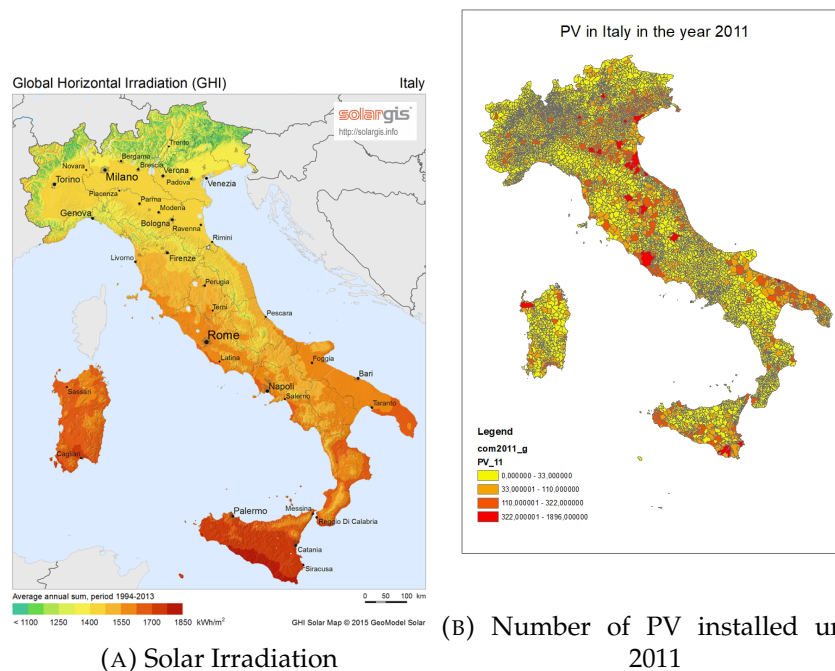 Global Horizontal Irradiation (GHI) Italy
solargis
http://solargis.info
Trento
Bergamo
Brescia
Novara
Milano
Verona
Torino
Padova
Venezia
Piacenza
Parma
Modena
Genova
Bologna
Ravenna
Rimini
Livorno
Firenze
Perugia
Terni
Pescara
Rome
Latina
Foggia
Bari
Napoli
Salerno
Taranto
Sassari
Cagliari
Palermo
Messina
Reggio Di Calabria
Catania
Siracusa
Average annual sum, period 1994-2013
0 50 100 km
< 1100 1250 1400 1550 1700 1850 kWh/m²
GHI Solar Map © 2015 GeoModel Solar
(A) Solar Irradiation
PV in Italy in the year 2011
Legend
com2011_g
PV_11
0,000000 - 33,000000
33,000001 - 110,000000
110,000001 - 322,000000
322,000001 - 1896,000000
(B) Number of PV installed un
2011